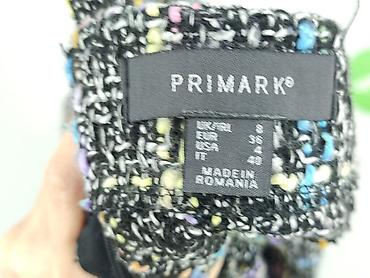 PRIMARK®
UK/IRL 8
EUR 36
USA 4
IT 40
MADE IN
ROMANIA